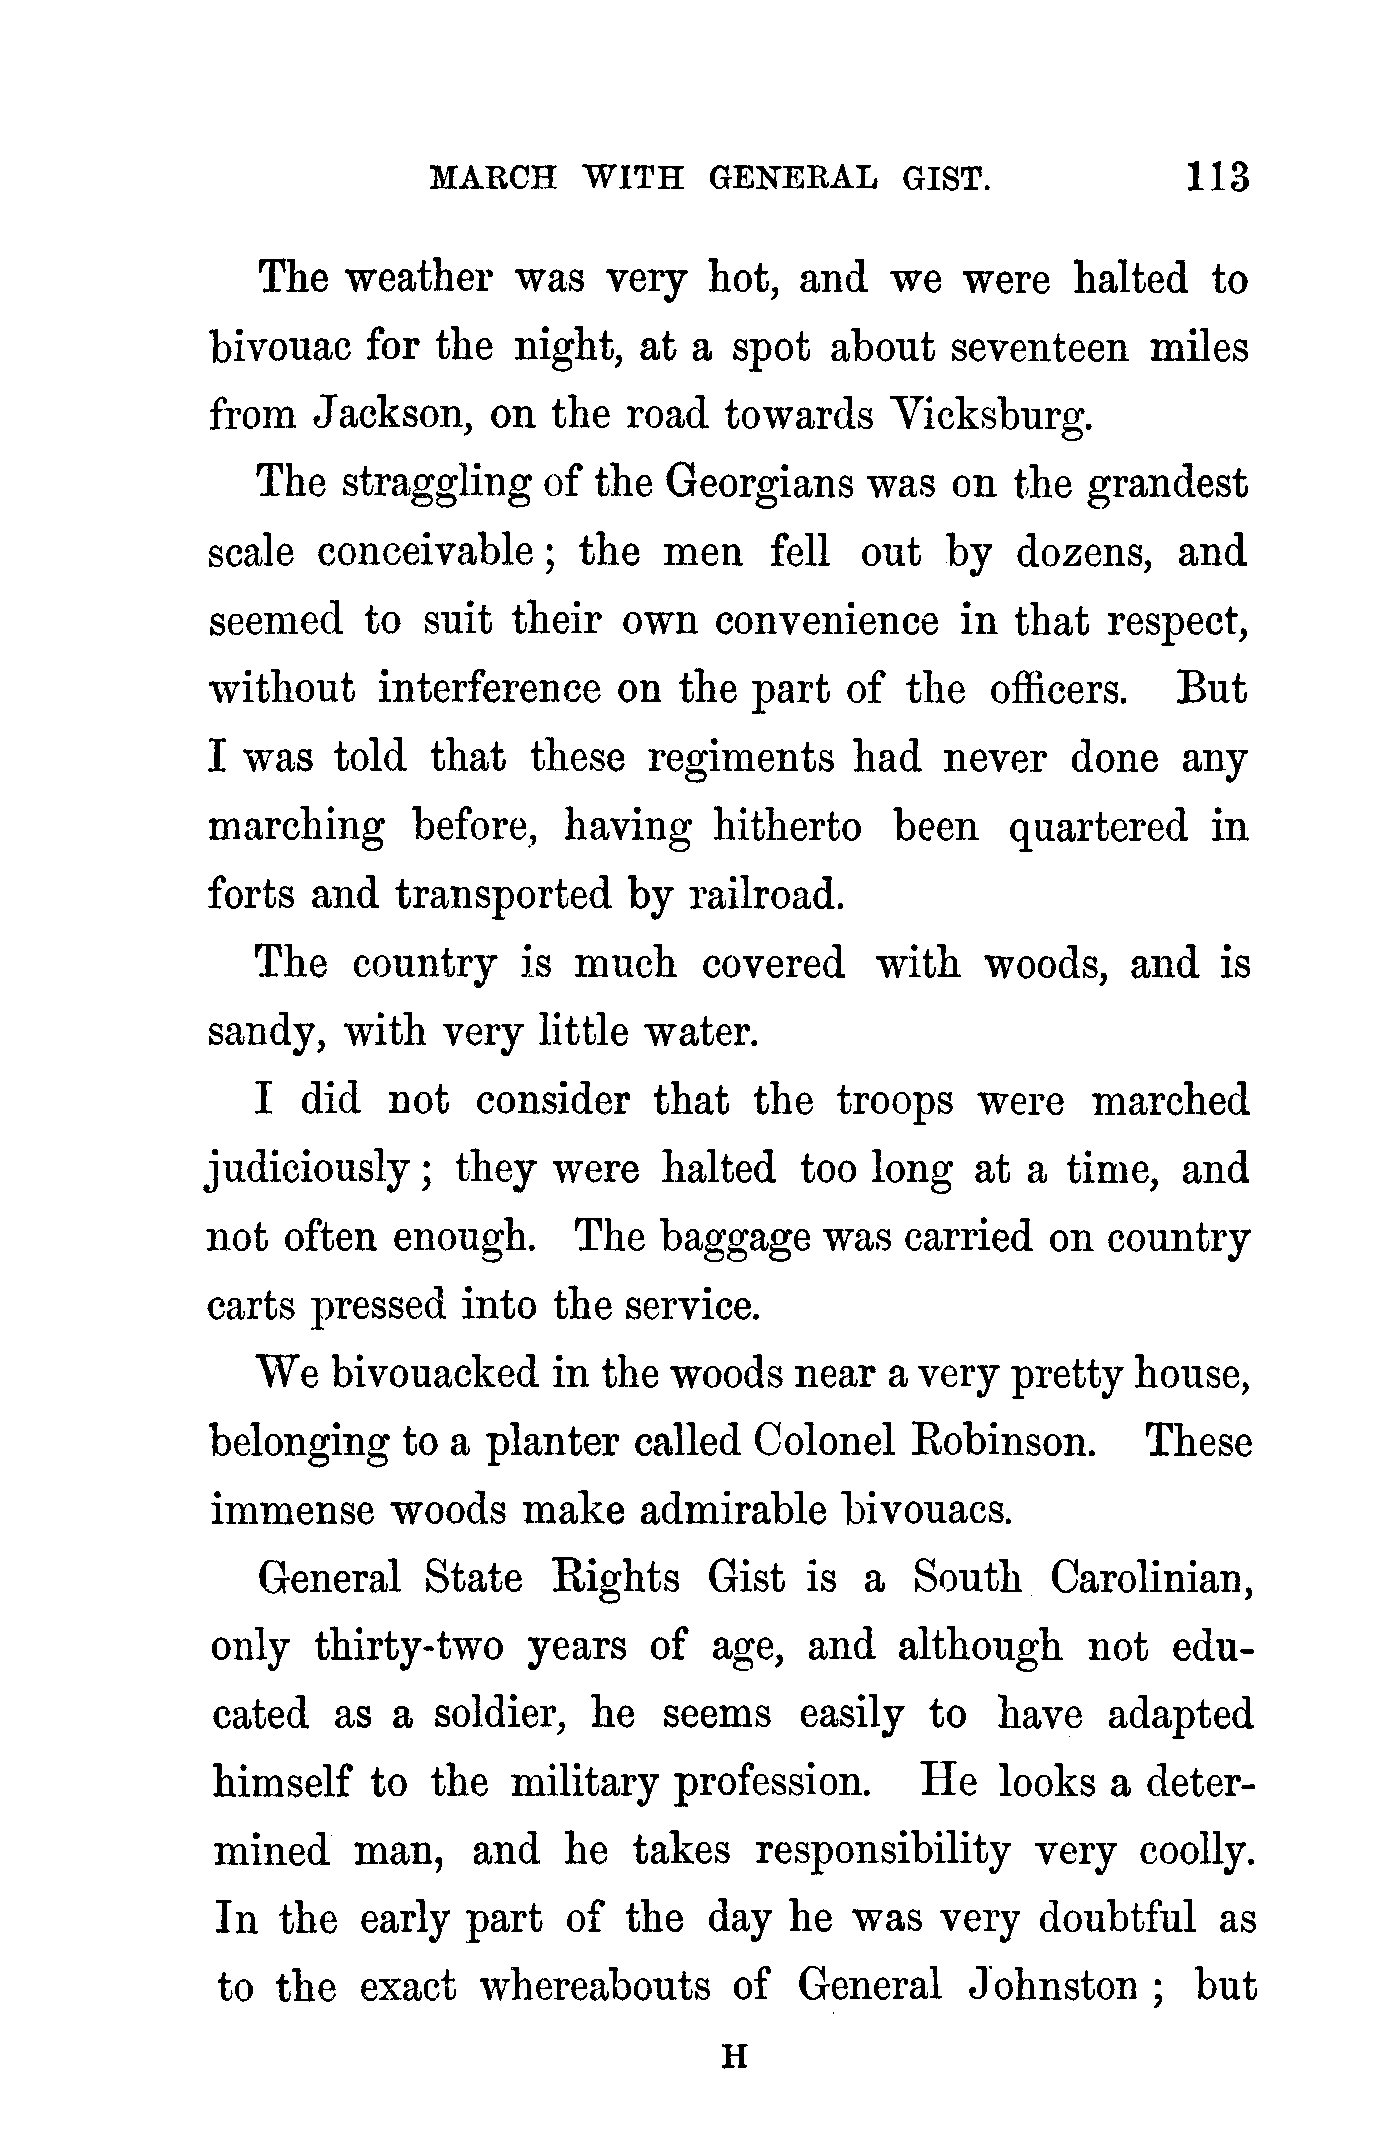 MARCH WITH GENERAL GIST. 113
The weather was very hot, and we were halted to
bivouac for the night, at a spot about seventeen miles
from Jackson, on the road towards Vicksburg.
The straggling of the Georgians was on the grandest
scale conceivable ; the men fell out by dozens, and
seemed to suit their own convenience in that respect,
without interference on the part of the officers. But
I was told that these regiments had never done any
marching before, having hitherto been quartered in
forts and transported by railroad.
The country is much covered with woods, and is
sandy, with very little water.
I did not consider that the troops were marched
judiciously ; they were halted too long at a time, and
not often enough. The baggage was carried on country
carts pressed into the service.
We bivouacked in the woods near a very pretty house,
belonging to a planter called Colonel Robinson. These
immense woods make admirable bivouacs.
General State Rights Gist is a South Carolinian,
only thirty-two years of age, and although not edu-
cated as a soldier, he seems easily to have adapted
himself to the military profession. He looks a deter-
mined man, and he takes responsibility very coolly.
In the early part of the day he was very doubtful as
to the exact whereabouts of General Johnston ; but
H